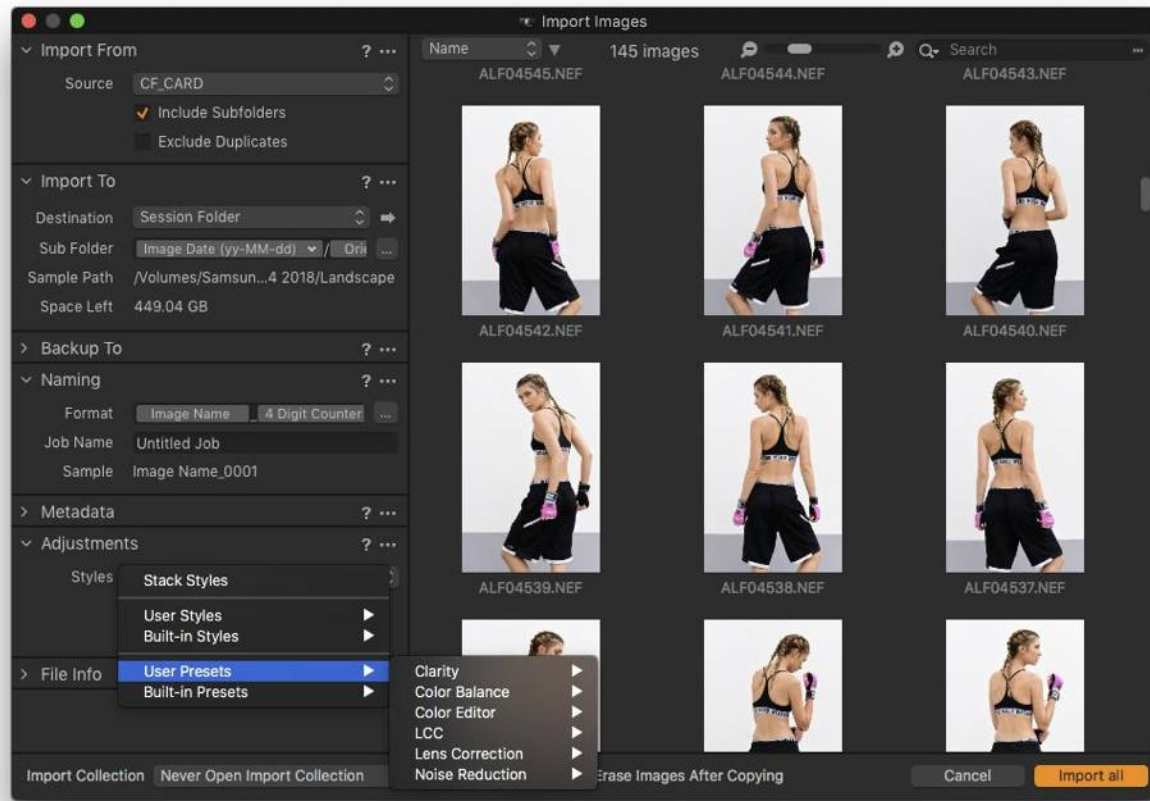 Import Images
Import From ? ...
Source CF_CARD
Include Subfolders
Exclude Duplicates
Import To ? ...
Destination Session Folder
Sub Folder Image Date (yy-MM-dd) / ...
Sample Path /Volumes/Samsun...4 2018/Landscape
Space Left 449.04 GB
Backup To ? ...
Naming ? ...
Format Image Name _ 4 Digit Counter ...
Job Name Untitled Job
Sample Image Name_0001
Metadata ? ...
Adjustments ? ...
Styles
Stack Styles
User Styles
Built-in Styles
User Presets
Built-in Presets
File Info
Clarity
Color Balance
Color Editor
LCC
Lens Correction
Noise Reduction
Name 145 images Search ...
ALF04545.NEF ALF04544.NEF ALF04543.NEF
ALF04542.NEF ALF04541.NEF ALF04540.NEF
ALF04539.NEF ALF04538.NEF ALF04537.NEF
Import Collection Never Open Import Collection
Images After Copying
Cancel Import all